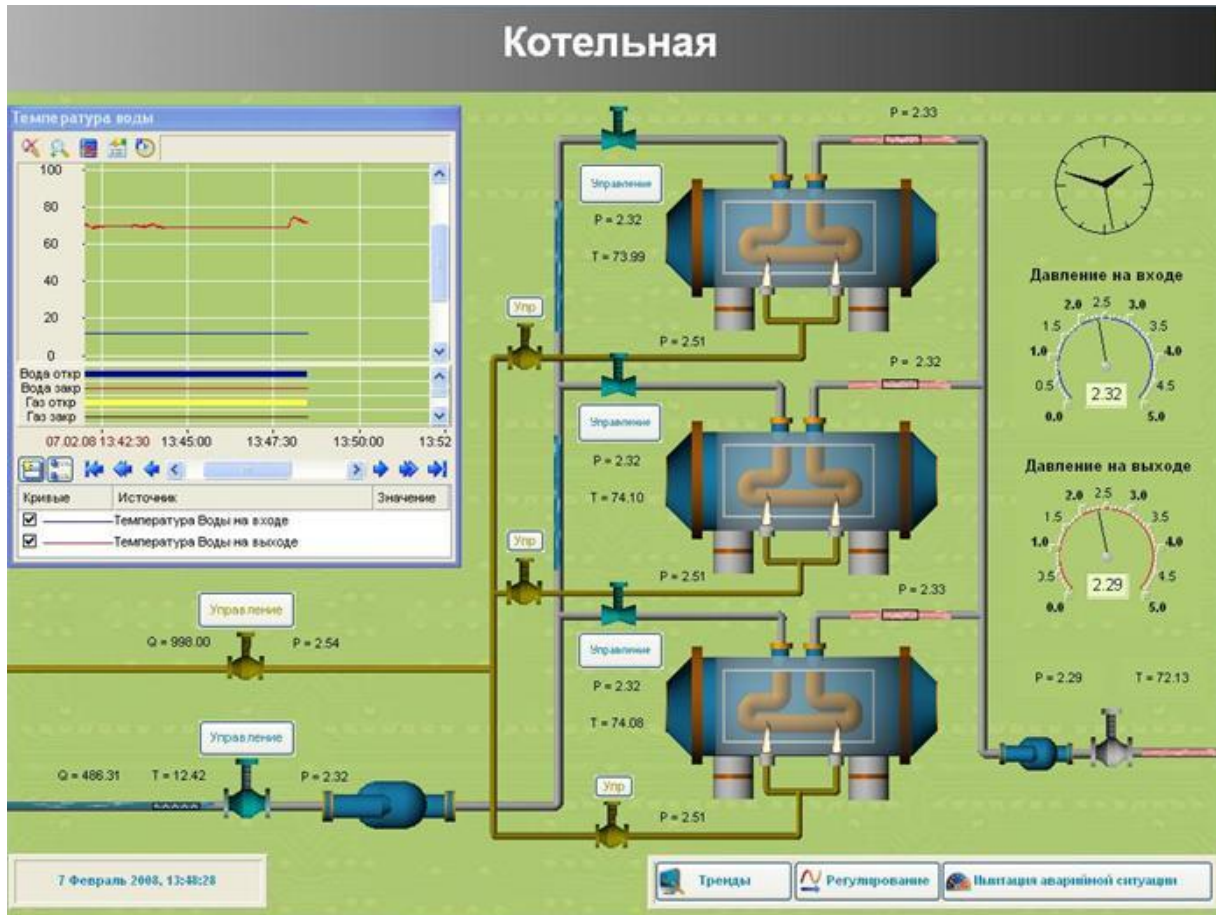 Котельная
Температура воды
100
80
60
40
20
0
Вода откр
Вода закр
Газ откр
Газ закр
07.02.08 13:42:30 13:45:00 13:47:30 13:50:00 13:52
Кривые Источник Значение
Температура Воды на входе
Температура Воды на выходе
P = 2.33
Управление
P = 2.32
T = 73.99
Упр
P = 2.51
P = 2.32
Управление
P = 2.32
T = 74.10
Упр
P = 2.51
P = 2.33
Управление
P = 2.32
T = 74.08
Упр
P = 2.51
Управление
Q = 998.00 P = 2.54
Управление
Q = 486.31 T = 12.42 P = 2.32
Давление на входе
2.0 2.5 3.0
1.5 3.5
1.0 4.0
0.5 4.5
2.32
0.0 5.0
Давление на выходе
2.0 2.5 3.0
1.5 3.5
1.0 4.0
0.5 4.5
2.29
0.0 5.0
P = 2.29 T = 72.13
7 Февраль 2008, 13:48:28
Тренды Регулирование Имитация аварийной ситуации